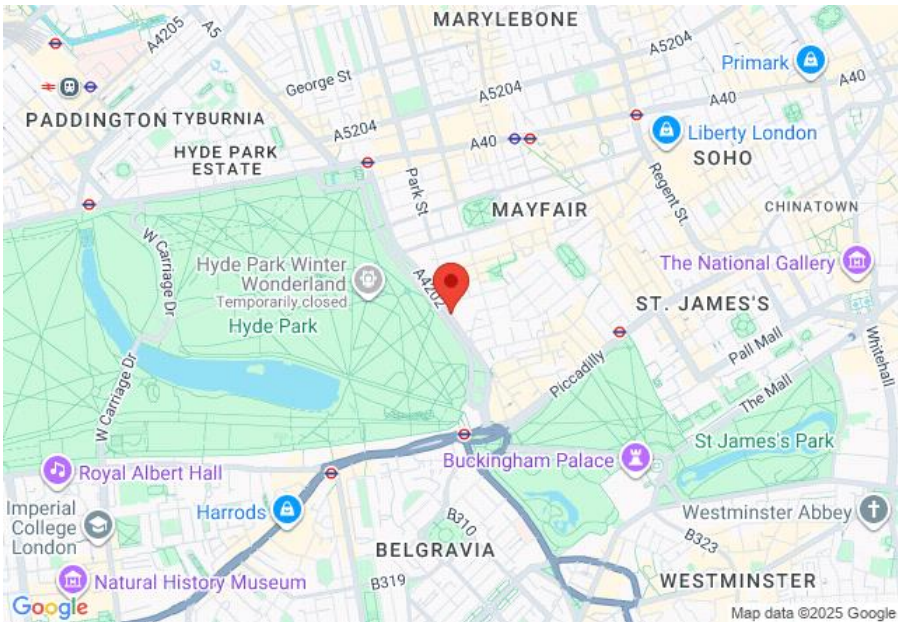 MARYLEBONE
A4205
A5
A5204
Primark
George St
A5204
A40
A40
PADDINGTON
TYBURNIA
A5204
A40
Liberty London
HYDE PARK
ESTATE
SOHO
Park St
Regent St.
MAYFAIR
CHINATOWN
W Carriage Dr
Hyde Park Winter
Wonderland
Temporarily closed
A4202
The National Gallery
Hyde Park
ST. JAMES'S
Pall Mall
Whitehall
Piccadilly
The Mall
W Carriage Dr
St James's Park
Royal Albert Hall
Buckingham Palace
Imperial
College
London
Harrods
B310
Westminster Abbey
BELGRAVIA
B323
Natural History Museum
B319
WESTMINSTER
Google
Map data ©2025 Google